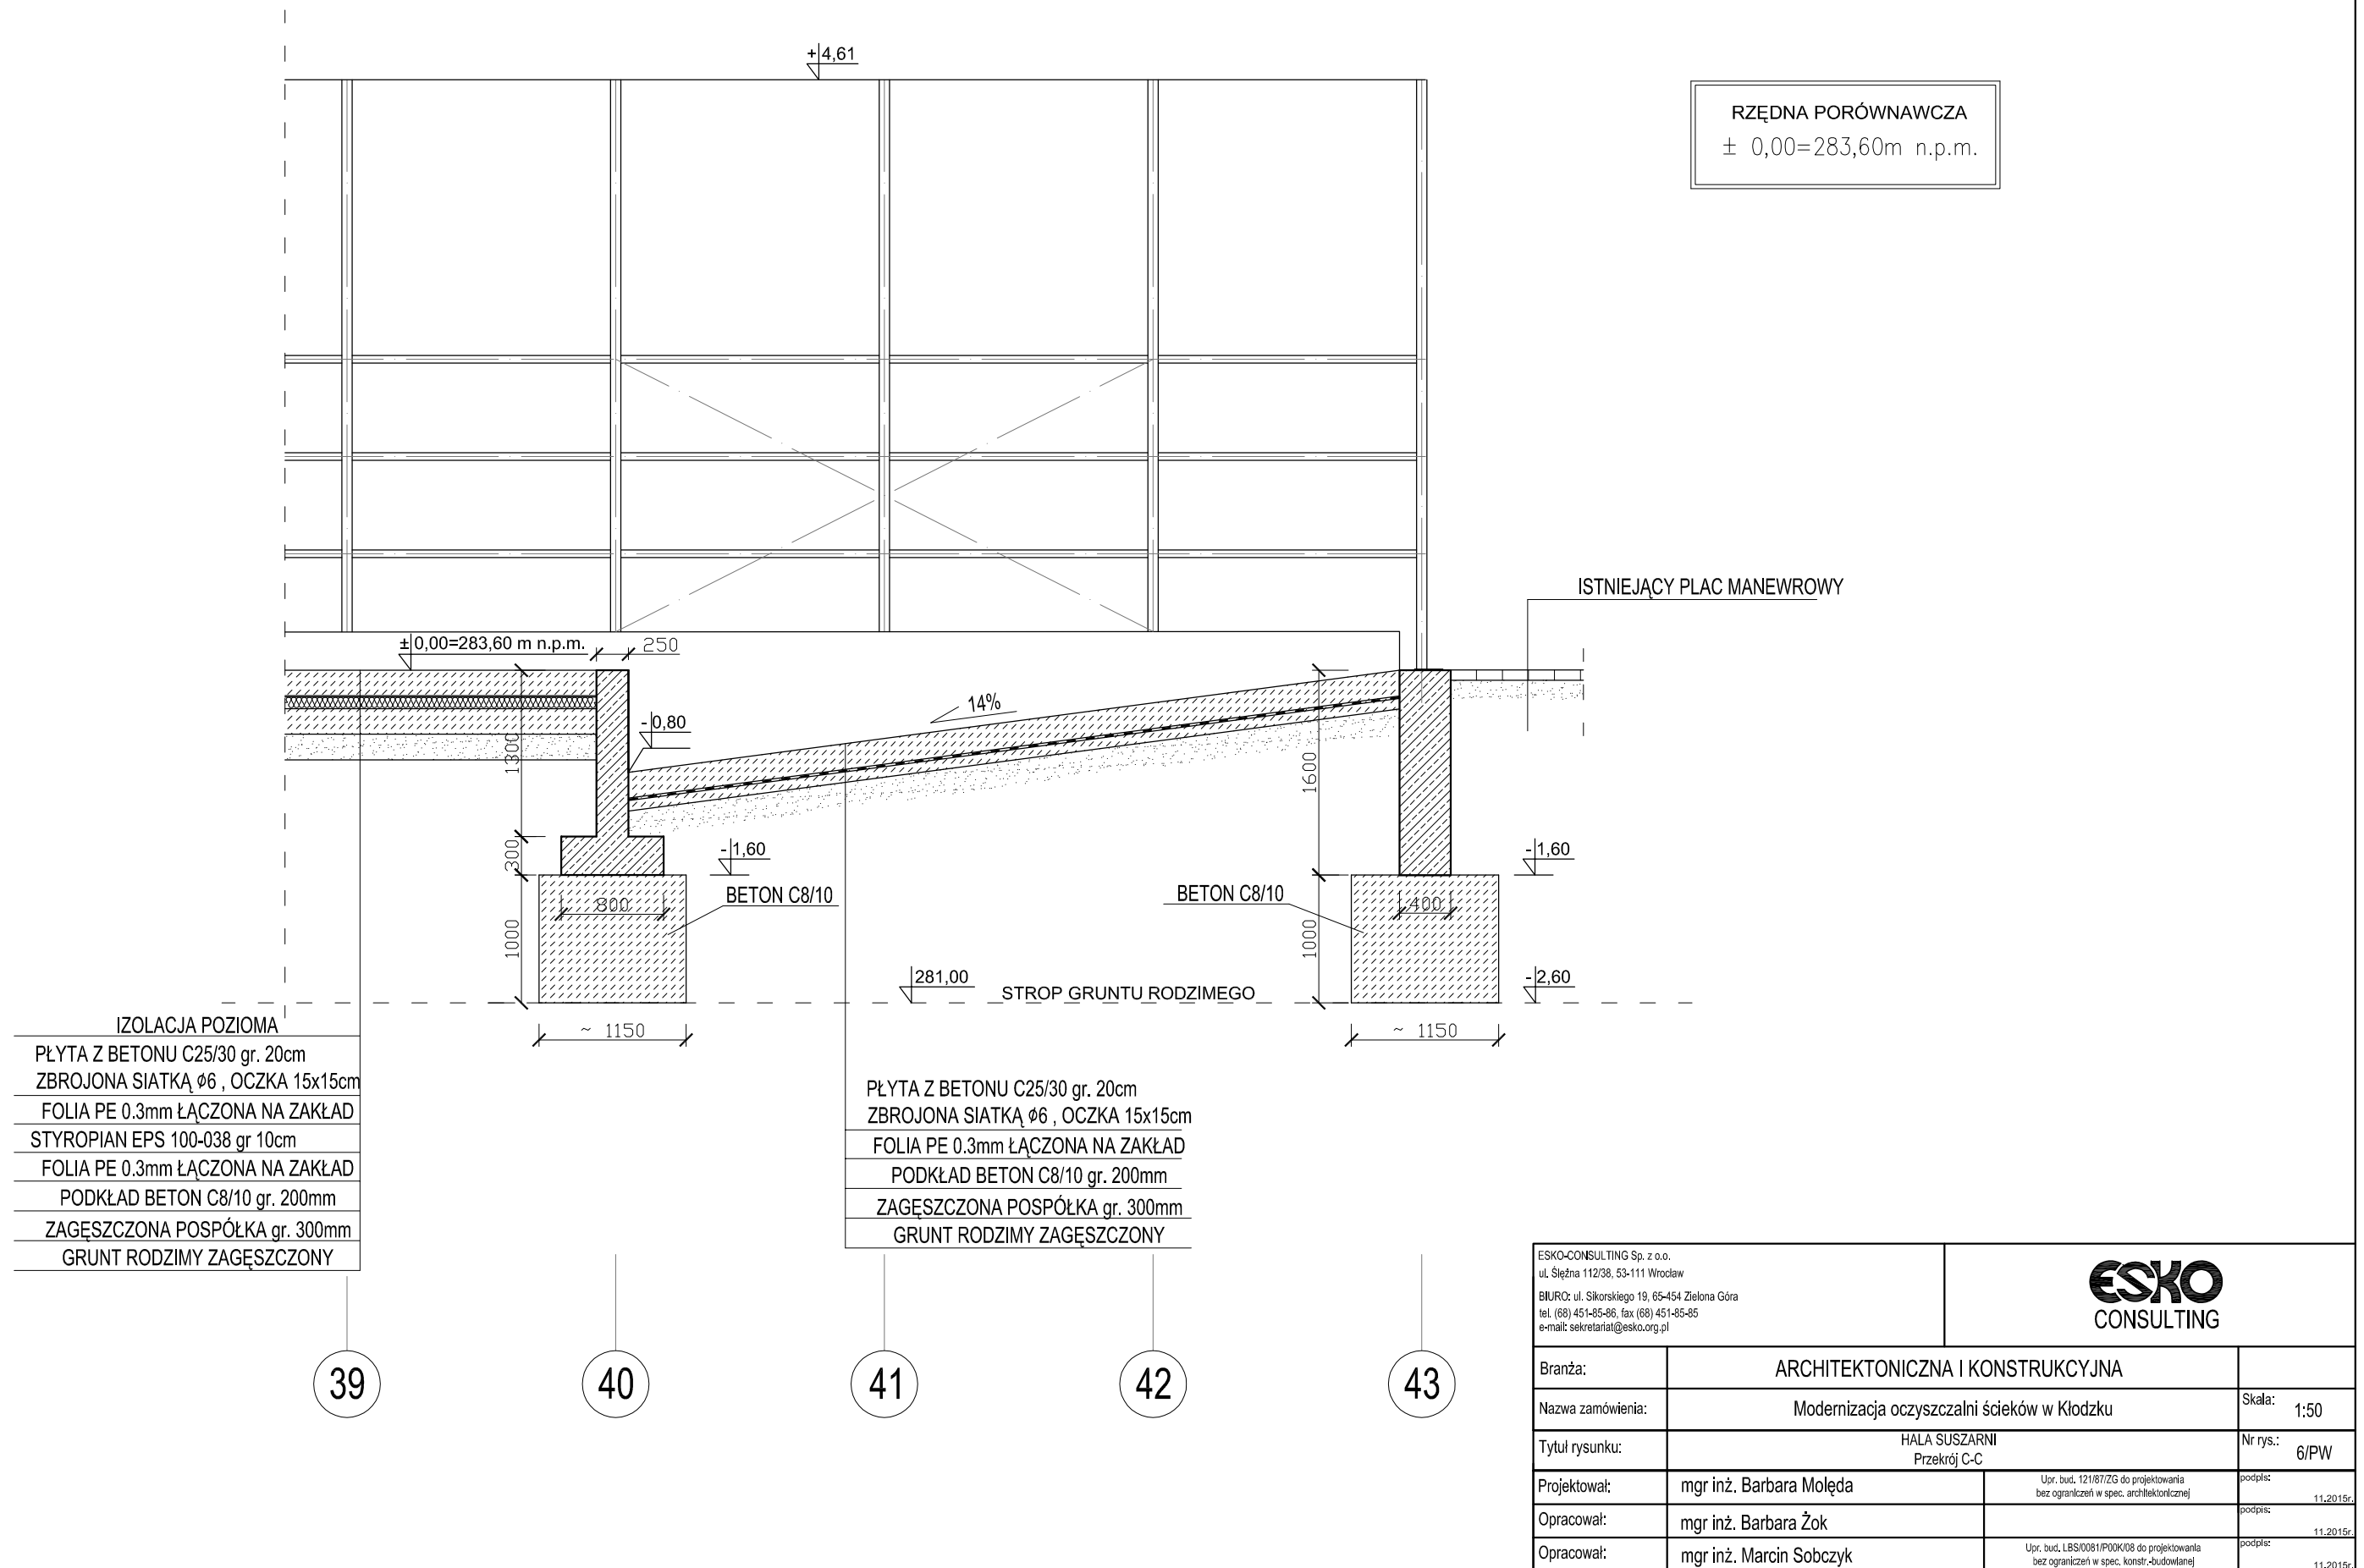 +4,61
RZĘDNA PORÓWNAWCZA
± 0,00=283,60m n.p.m.
ISTNIEJĄCY PLAC MANEWROWY
±0,00=283,60 m n.p.m.
250
-0,80
14%
1300
1600
300
-1,60
-1,60
BETON C8/10
BETON C8/10
800
400
1000
1000
281,00
STROP GRUNTU RODZIMEGO
-2,60
~ 1150
~ 1150
IZOLACJA POZIOMA
PŁYTA Z BETONU C25/30 gr. 20cm
ZBROJONA SIATKĄ φ6 , OCZKA 15x15cm
FOLIA PE 0.3mm ŁĄCZONA NA ZAKŁAD
STYROPIAN EPS 100-038 gr 10cm
FOLIA PE 0.3mm ŁĄCZONA NA ZAKŁAD
PODKŁAD BETON C8/10 gr. 200mm
ZAGĘSZCZONA POSPÓŁKA gr. 300mm
GRUNT RODZIMY ZAGĘSZCZONY
PŁYTA Z BETONU C25/30 gr. 20cm
ZBROJONA SIATKĄ φ6 , OCZKA 15x15cm
FOLIA PE 0.3mm ŁĄCZONA NA ZAKŁAD
PODKŁAD BETON C8/10 gr. 200mm
ZAGĘSZCZONA POSPÓŁKA gr. 300mm
GRUNT RODZIMY ZAGĘSZCZONY
39
40
41
42
43
ESKO-CONSULTING Sp. z o.o.
ul. Ślężna 112/38, 53-111 Wrocław
BIURO: ul. Sikorskiego 19, 65-454 Zielona Góra
tel. (68) 451-85-86, fax (68) 451-85-85
e-mail: sekretariat@esko.org.pl
ESKO
CONSULTING
Branża:
ARCHITEKTONICZNA I KONSTRUKCYJNA
Nazwa zamówienia:
Modernizacja oczyszczalni ścieków w Kłodzku
Skala:
1:50
Tytuł rysunku:
HALA SUSZARNI
Przekrój C-C
Nr rys.:
6/PW
Projektował:
mgr inż. Barbara Molęda
Upr. bud. 121/87/ZG do projektowania
bez ograniczeń w spec. architektonicznej
podpis:
11.2015r.
Opracował:
mgr inż. Barbara Żok
podpis:
11.2015r.
Opracował:
mgr inż. Marcin Sobczyk
Upr. bud. LBS/0081/P00K/08 do projektowania
bez ograniczeń w spec. konstr.-budowlanej
podpis:
11.2015r.